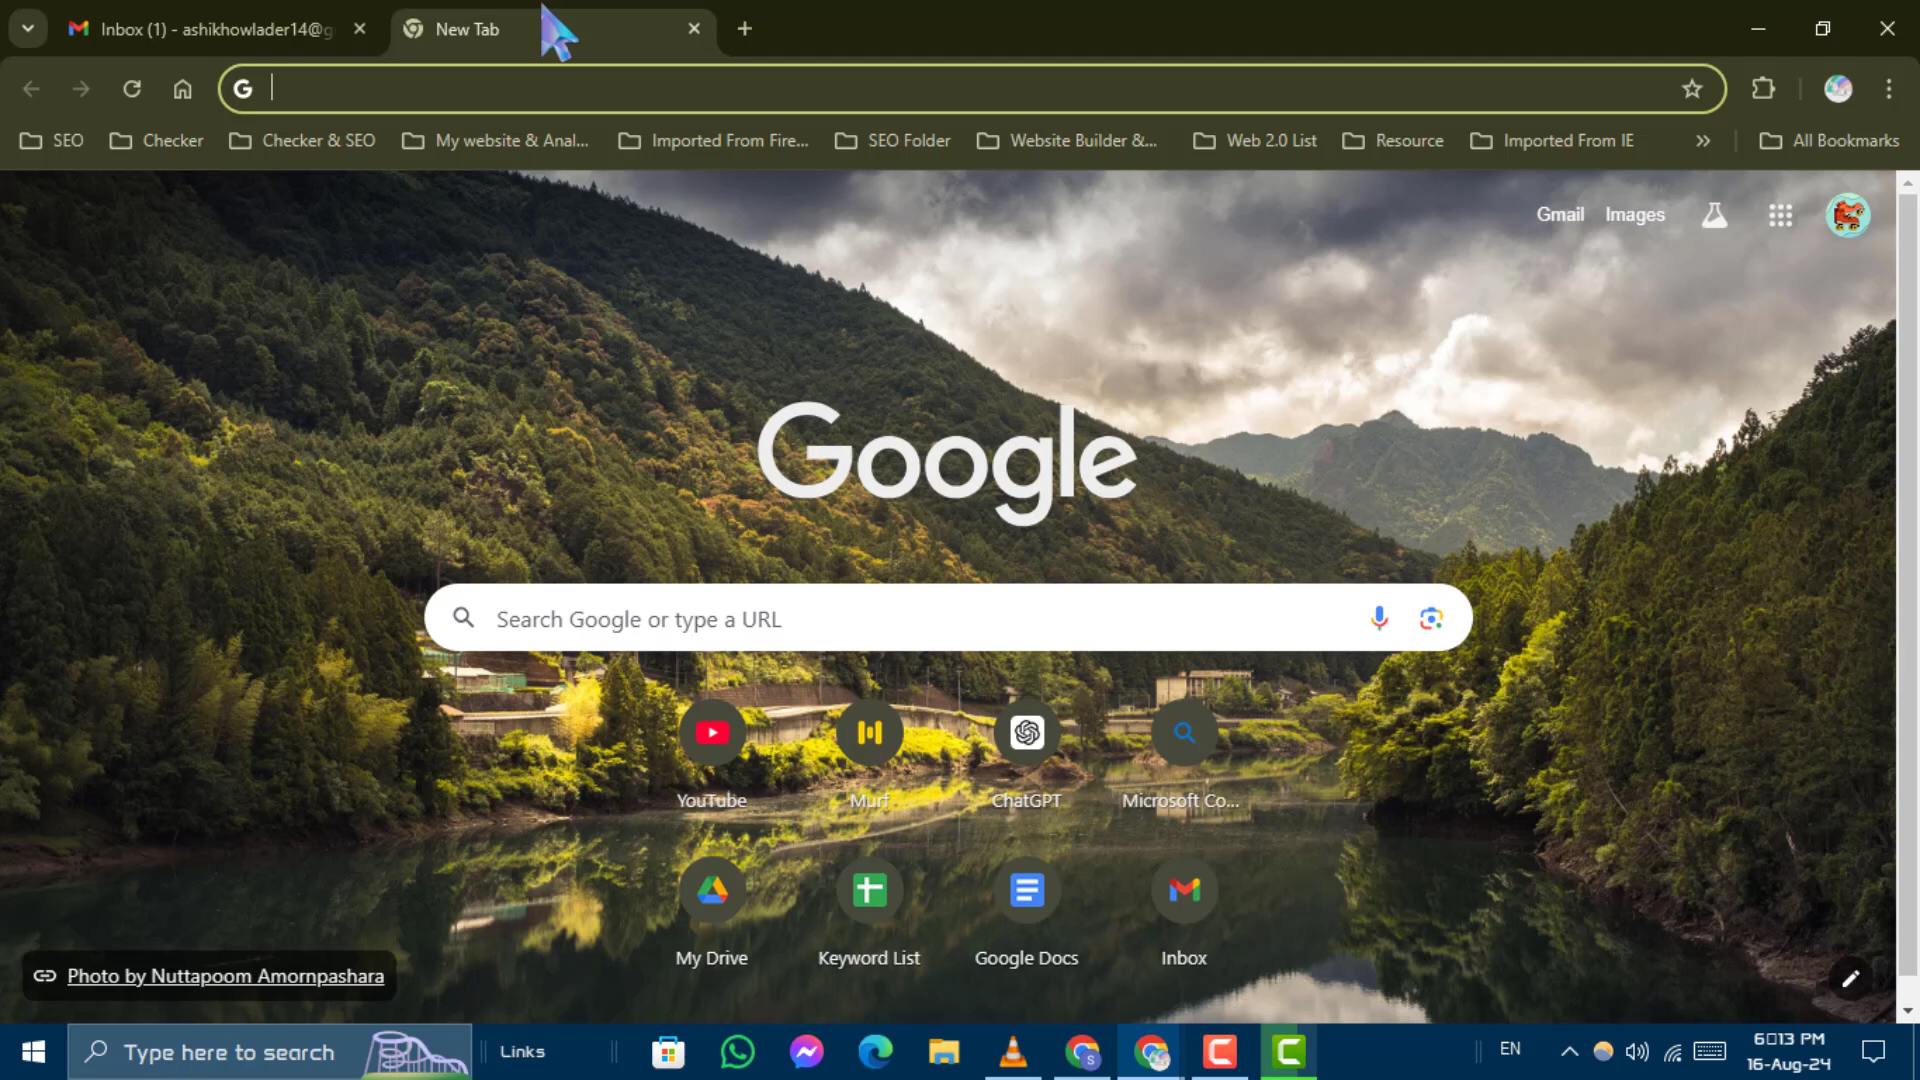 Inbox (1) - ashikhowlader14@g
New Tab
SEO
Checker
Checker & SEO
My website & Anal...
Imported From Fire...
SEO Folder
Website Builder &...
Web 2.0 List
Resource
Imported From IE
All Bookmarks
Gmail
Images
Google
Search Google or type a URL
YouTube
Murf
ChatGPT
Microsoft Co...
My Drive
Keyword List
Google Docs
Inbox
Photo by Nuttapoom Amornpashara
Type here to search
Links
S
EN
6▯13 PM
16-Aug-24